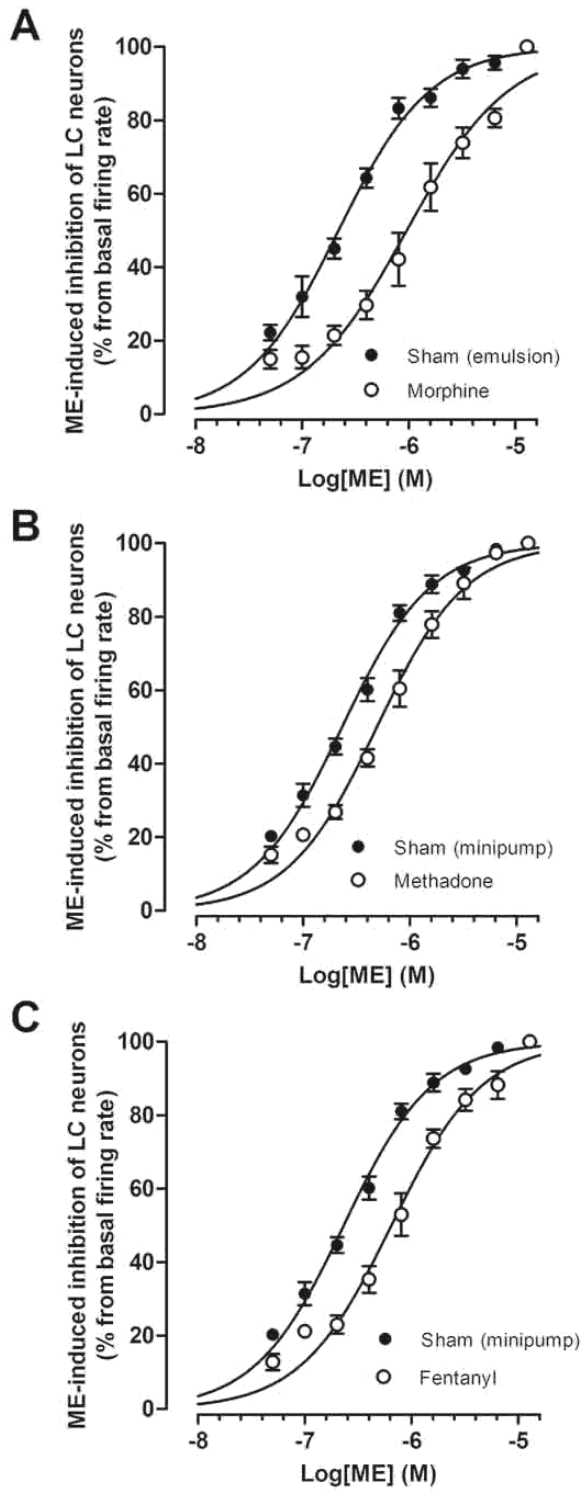 A
ME-induced inhibition of LC neurons
(% from basal firing rate)
100
80
60
40
20
0
Sham (emulsion)
Morphine
-8 -7 -6 -5
Log[ME] (M)
B
ME-induced inhibition of LC neurons
(% from basal firing rate)
100
80
60
40
20
0
Sham (minipump)
Methadone
-8 -7 -6 -5
Log[ME] (M)
C
ME-induced inhibition of LC neurons
(% from basal firing rate)
100
80
60
40
20
0
Sham (minipump)
Fentanyl
-8 -7 -6 -5
Log[ME] (M)